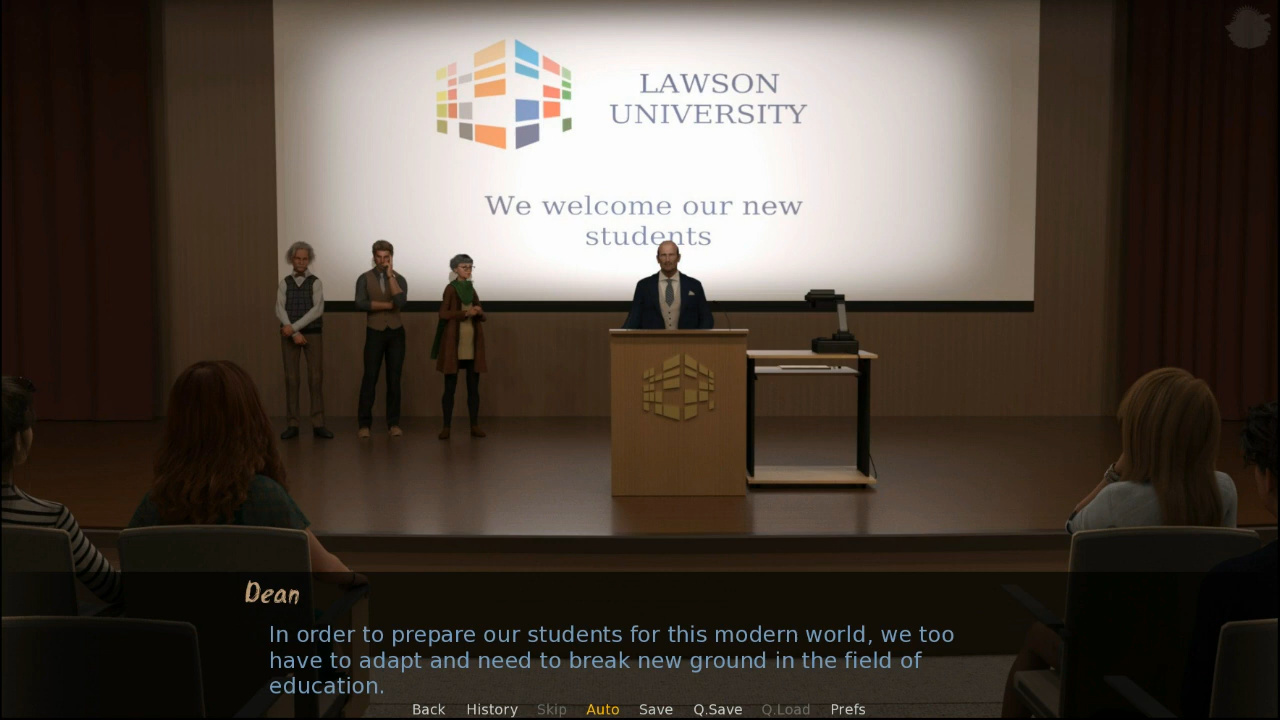 LAWSON
UNIVERSITY
We welcome our new
students
Dean
In order to prepare our students for this modern world, we too
have to adapt and need to break new ground in the field of
education.
Back History Skip Auto Save Q.Save Q.Load Prefs